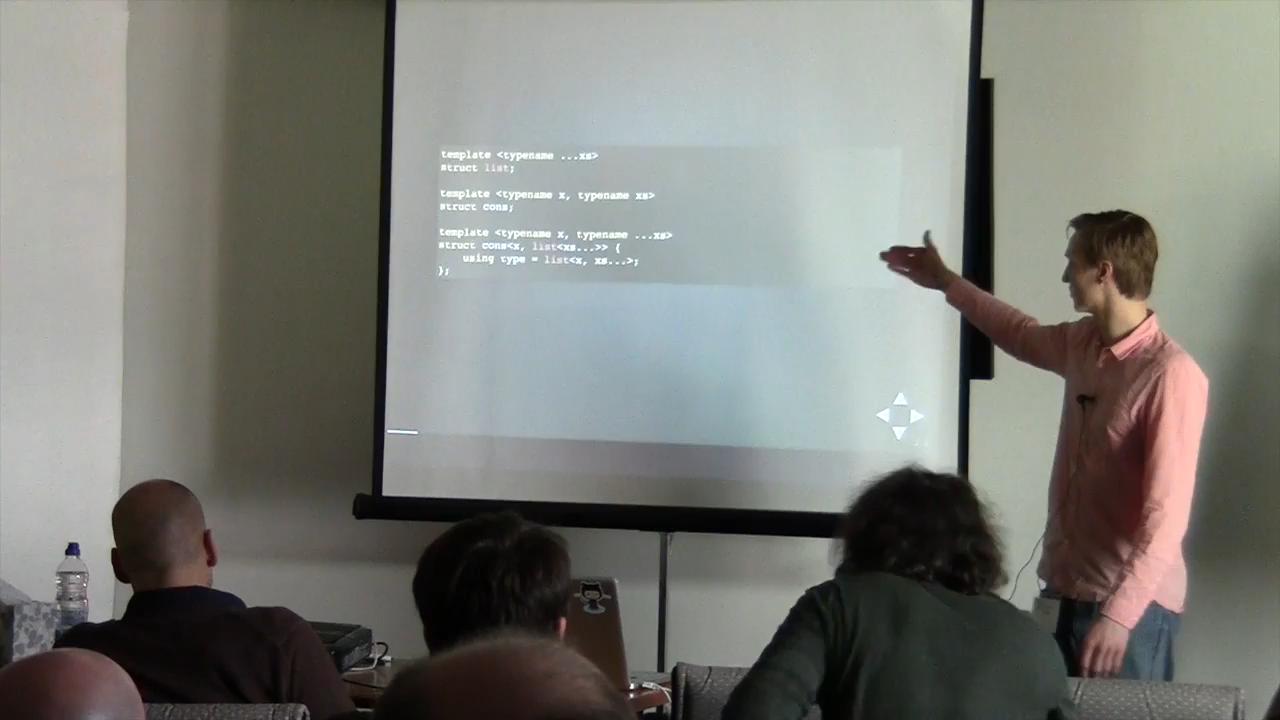 template <typename ...xs>
struct list;
template <typename x, typename xs>
struct cons;
template <typename x, typename ...xs>
struct cons<x, list<xs...>> {
    using type = list<x, xs...>;
};